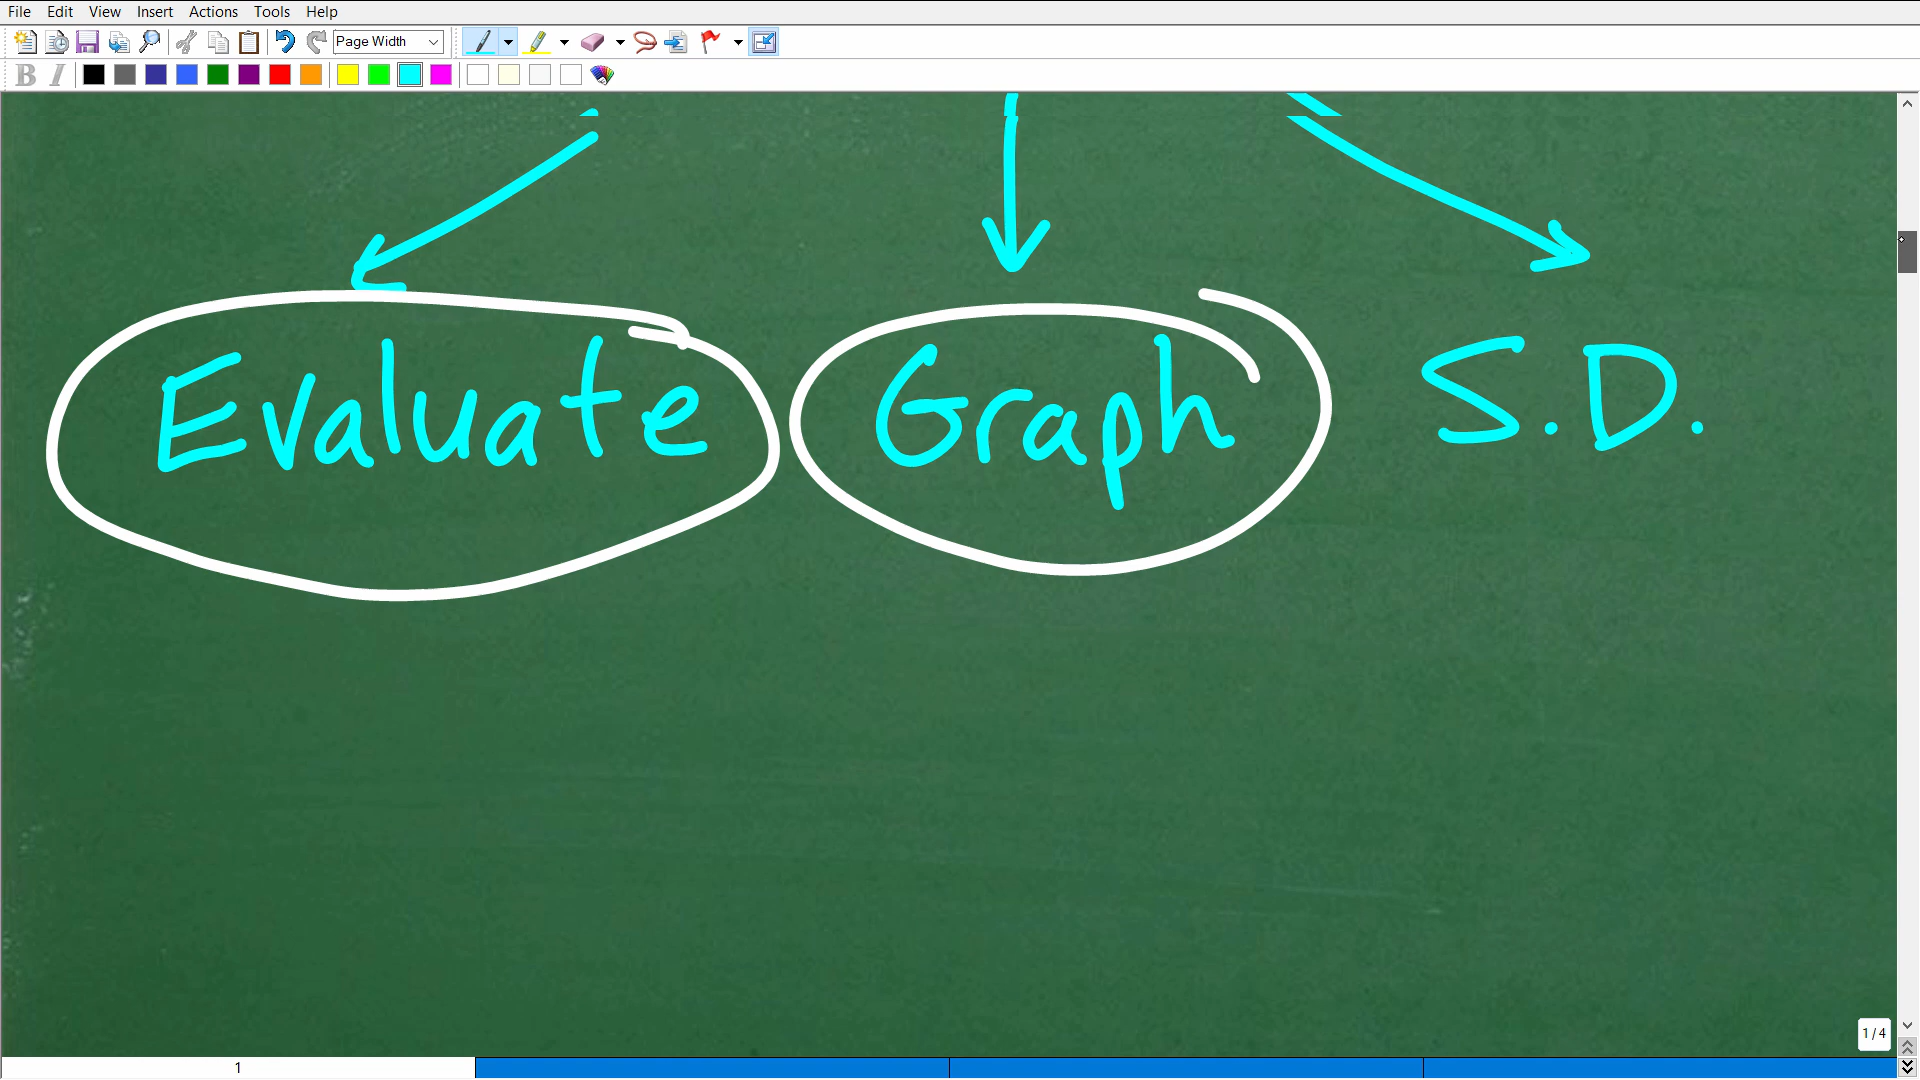 File Edit View Insert Actions Tools Help
Page Width
B I
Evaluate Graph S.D.
1 / 4
1